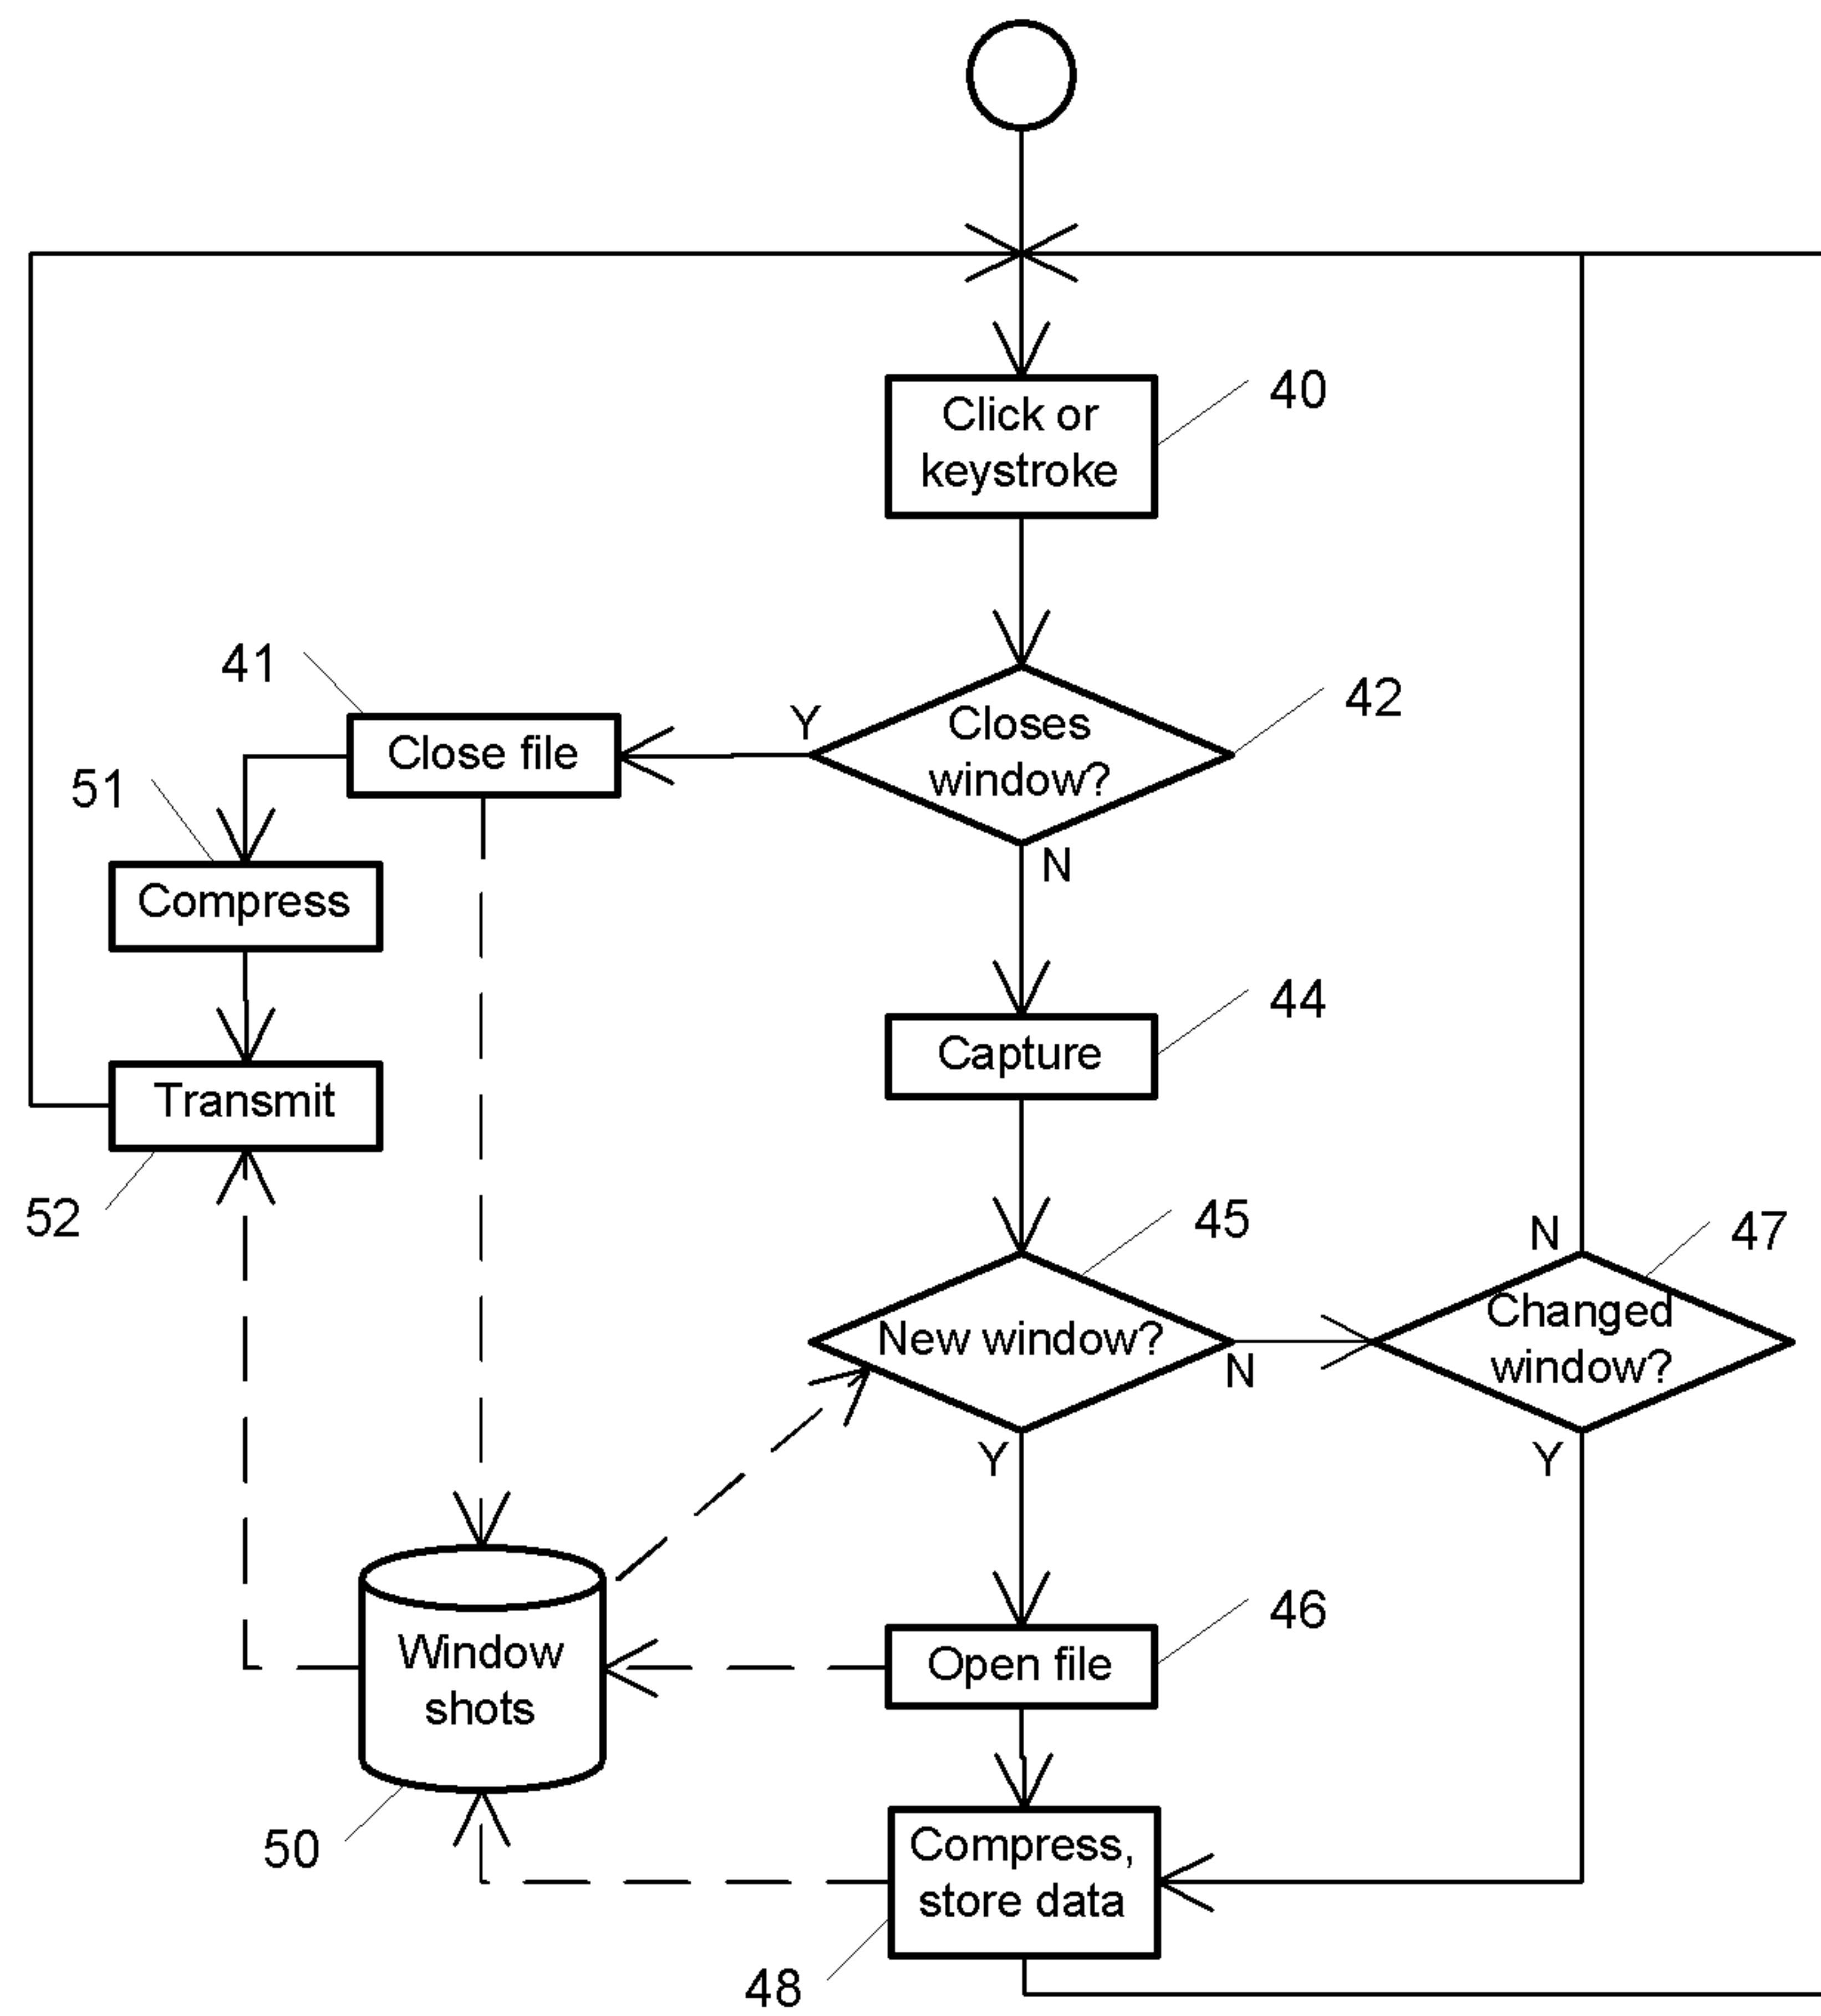 Click or
keystroke
40
41
Y
Closes
window?
42
Close file
51
N
Compress
44
Capture
Transmit
52
45
N
47
New window?
N
Changed
window?
Y
Y
46
Window
shots
Open file
50
Compress,
store data
48